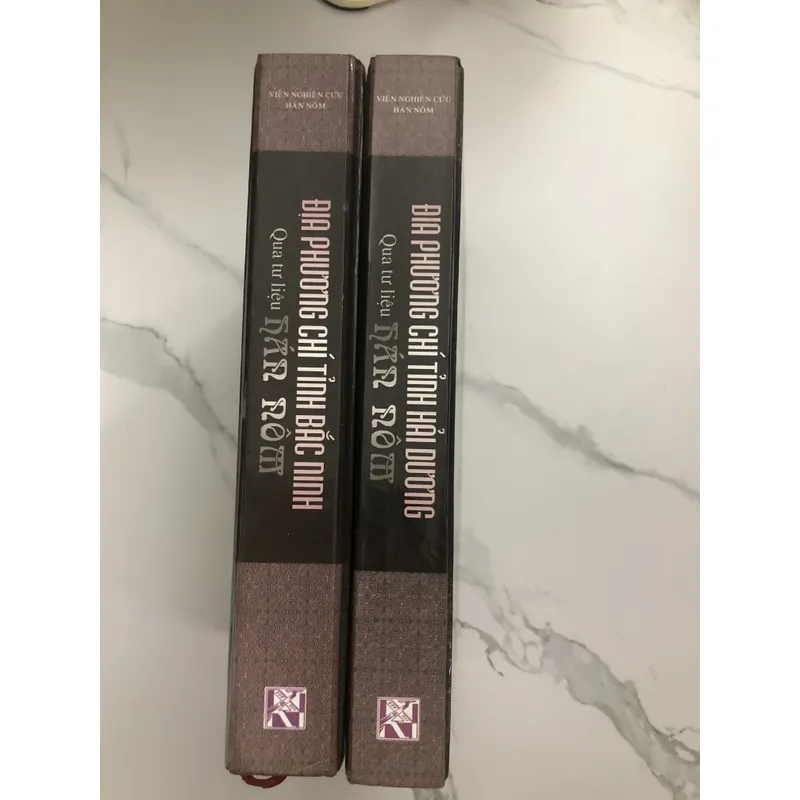 VIỆN NGHIÊN CỨU
HÁN NÔM
ĐỊA PHƯƠNG CHÍ TỈNH BẮC NINH
Qua tư liệu HÁN NÔM
VIỆN NGHIÊN CỨU
HÁN NÔM
ĐỊA PHƯƠNG CHÍ TỈNH HẢI DƯƠNG
Qua tư liệu HÁN NÔM